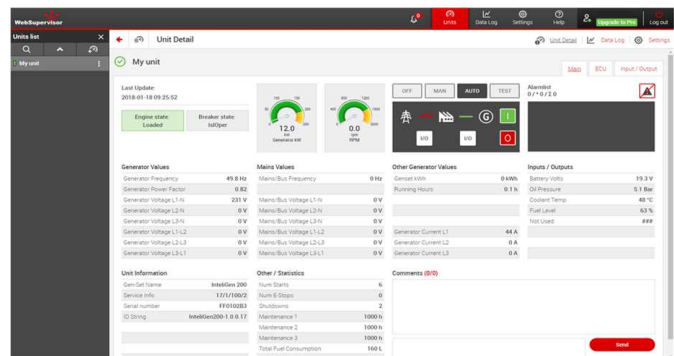 WebSupervisor
Units
Data Log
Settings
Help
Upgrade to Pro
Log out
Units list
×
Unit Detail
Unit Detail
Data Log
Settings
My unit
My unit
Main
ECU
Input / Output
Last Update:
2018-01-18 09:25:52
Engine state
Loaded
Breaker state
IslOper
12.0
kW
Generator kW
0.0
rpm
RPM
OFF
MAN
AUTO
TEST
G
I
I/O
I/O
O
Alarmlist
0 / * 0 / Σ 0
Generator Values
Generator Frequency 49.8 Hz
Generator Power Factor 0.82
Generator Voltage L1-N 231 V
Generator Voltage L2-N 0 V
Generator Voltage L3-N 0 V
Generator Voltage L1-L2 0 V
Generator Voltage L2-L3 0 V
Generator Voltage L3-L1 0 V
Mains Values
Mains/Bus Frequency 0 Hz
Mains/Bus Voltage L1-N 0 V
Mains/Bus Voltage L2-N 0 V
Mains/Bus Voltage L3-N 0 V
Mains/Bus Voltage L1-L2 0 V
Mains/Bus Voltage L2-L3 0 V
Mains/Bus Voltage L3-L1 0 V
Other Generator Values
Genset kWh 0 kWh
Running Hours 0.1 h
Generator Current L1 44 A
Generator Current L2 0 A
Generator Current L3 0 A
Inputs / Outputs
Battery Volts 19.3 V
Oil Pressure 5.1 Bar
Coolant Temp 48 °C
Fuel Level 63 %
Not Used ###
Unit Information
Gen-Set Name InteliGen 200
Service Info 17/1/100/2
Serial number FF0102B3
ID String InteliGen200-1.0.0.17
Other / Statistics
Num Starts 6
Num E-Stops 0
Shutdowns 2
Maintenance 1 1000 h
Maintenance 2 1000 h
Maintenance 3 1000 h
Total Fuel Consumption 160 L
Comments (0/0)
Send